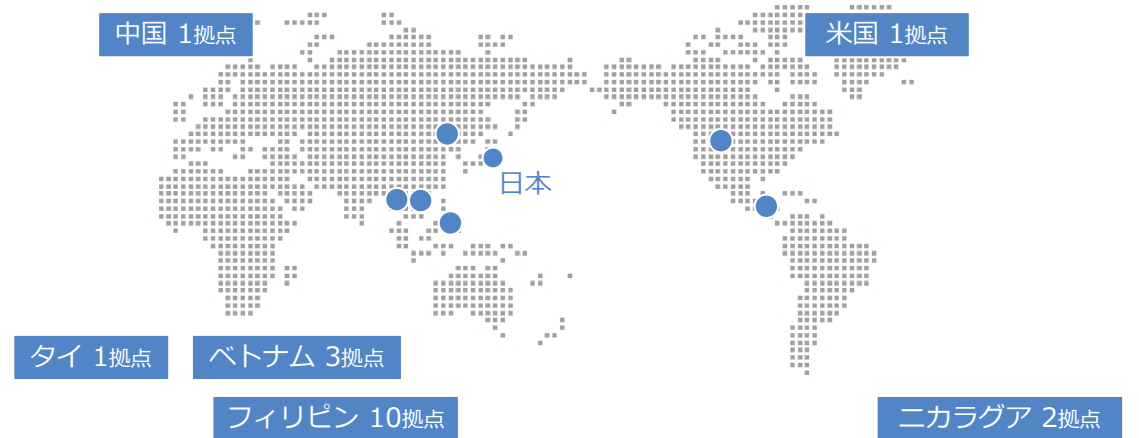 中国 1拠点
米国 1拠点
日本
タイ 1拠点
ベトナム 3拠点
フィリピン 10拠点
ニカラグア 2拠点